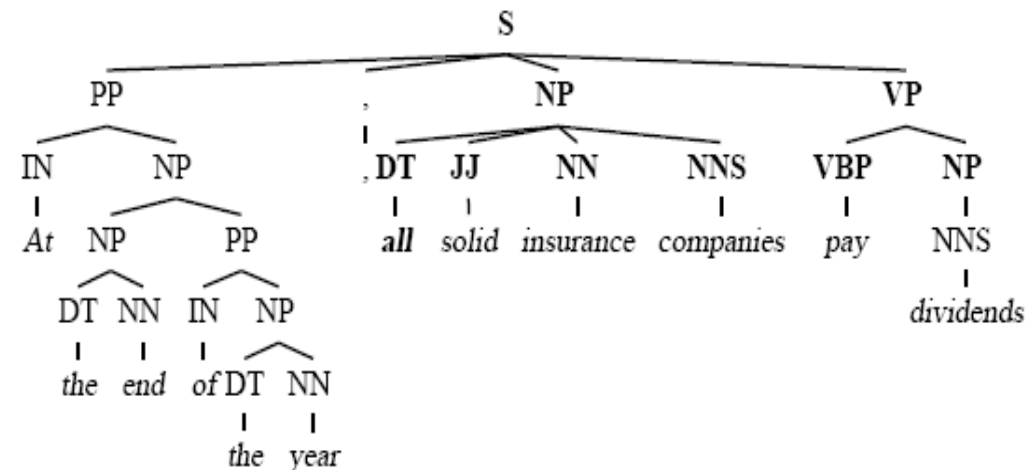 S
PP , NP VP
IN NP , DT JJ NN NNS VBP NP
At NP PP all solid insurance companies pay NNS
DT NN IN NP dividends
the end of DT NN
the year